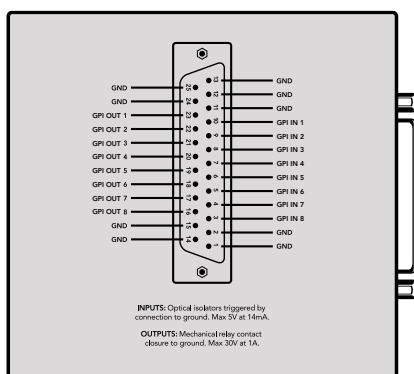 GND 25 13 GND
GND 24 12 GND
GPI OUT 1 23 11 GND
GPI OUT 2 22 10 GPI IN 1
GPI OUT 3 21 9 GPI IN 2
GPI OUT 4 20 8 GPI IN 3
GPI OUT 5 19 7 GPI IN 4
GPI OUT 6 18 6 GPI IN 5
GPI OUT 7 17 5 GPI IN 6
GPI OUT 8 16 4 GPI IN 7
GND 15 3 GPI IN 8
GND 14 2 GND
1 GND
INPUTS: Optical isolators triggered by
connection to ground. Max 5V at 14mA.
OUTPUTS: Mechanical relay contact
closure to ground. Max 30V at 1A.